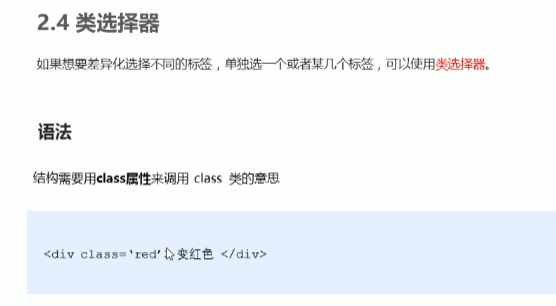 2.4 类选择器
如果想要差异化选择不同的标签，单独选一个或者某几个标签，可以使用类选择器。
语法
结构需要用class属性来调用 class 类的意思
<div class=‘red’> 变红色 </div>